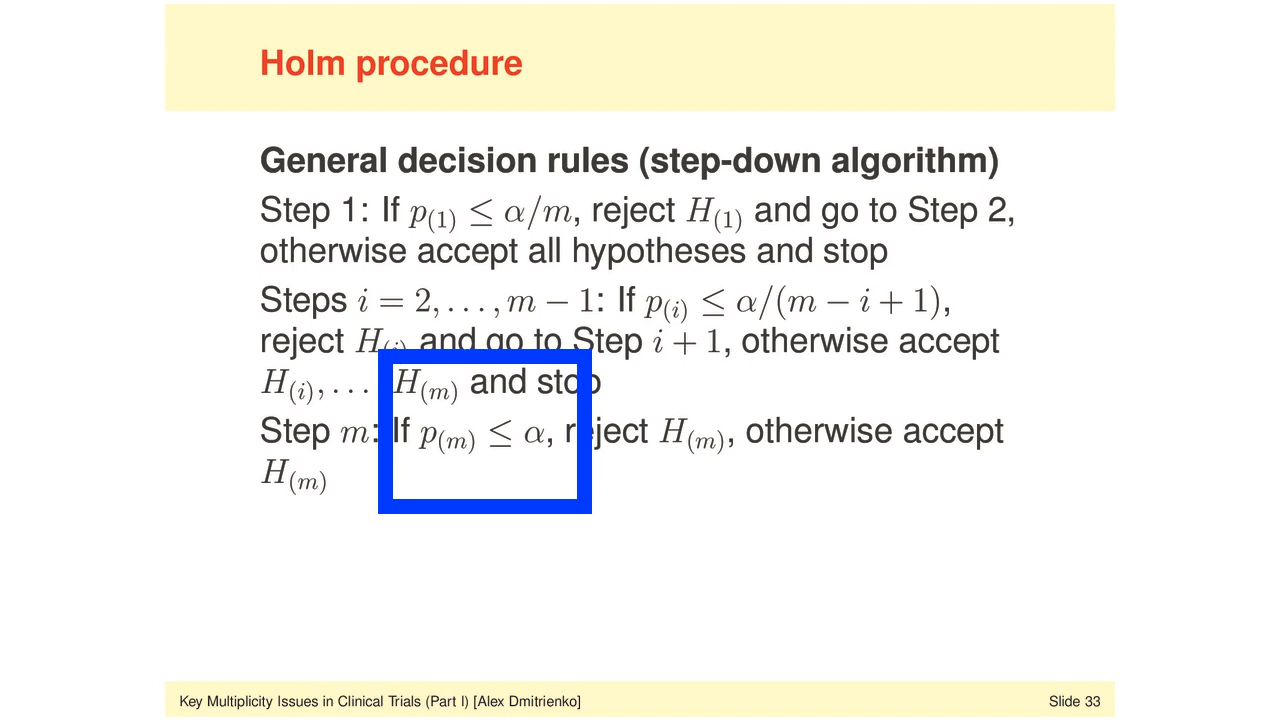 Holm procedure
General decision rules (step-down algorithm)
Step 1: If p(1) ≤ α/m, reject H(1) and go to Step 2,
otherwise accept all hypotheses and stop
Steps i = 2, . . . , m − 1: If p(i) ≤ α/(m − i + 1),
reject H(i) and go to Step i + 1, otherwise accept
H(i), . . . H(m) and stop
Step m: If p(m) ≤ α, reject H(m), otherwise accept
H(m)
Key Multiplicity Issues in Clinical Trials (Part I) [Alex Dmitrienko]
Slide 33